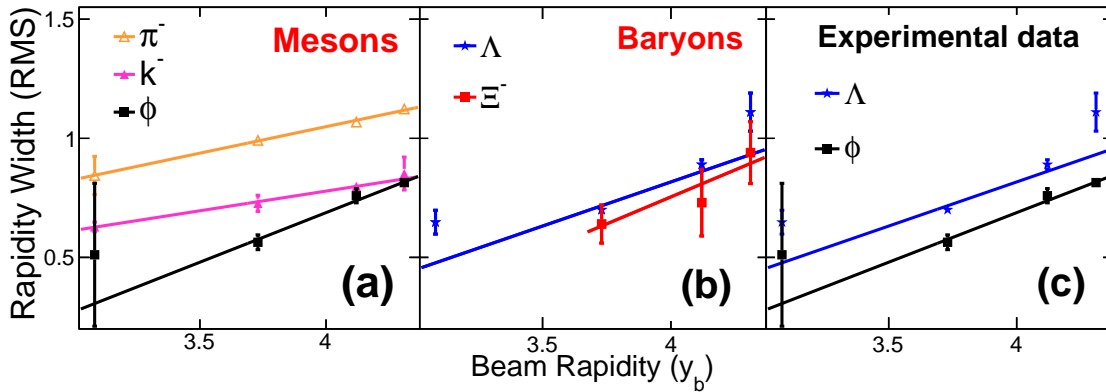 Rapidity Width (RMS)
1.5
1
0.5
Mesons
π-
k-
ϕ
(a)
Baryons
Λ
Ξ-
(b)
Experimental data
Λ
ϕ
(c)
3.5 4 3.5 4 3.5 4
Beam Rapidity (y_b)